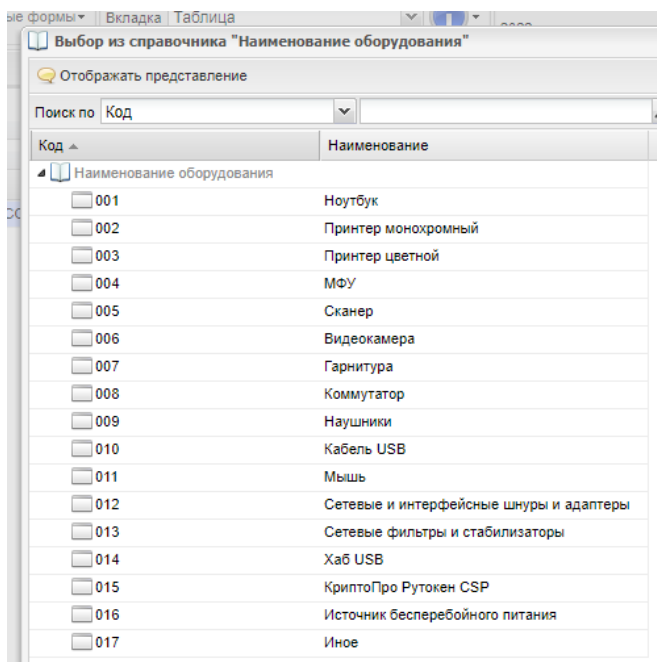 ые формы Вкладка Таблица
Выбор из справочника "Наименование оборудования"
Отображать представление
Поиск по Код
Код Наименование
Наименование оборудования
001 Ноутбук
002 Принтер монохромный
003 Принтер цветной
004 МФУ
005 Сканер
006 Видеокамера
007 Гарнитура
008 Коммутатор
009 Наушники
010 Кабель USB
011 Мышь
012 Сетевые и интерфейсные шнуры и адаптеры
013 Сетевые фильтры и стабилизаторы
014 Хаб USB
015 КриптоПро Рутокен CSP
016 Источник бесперебойного питания
017 Иное